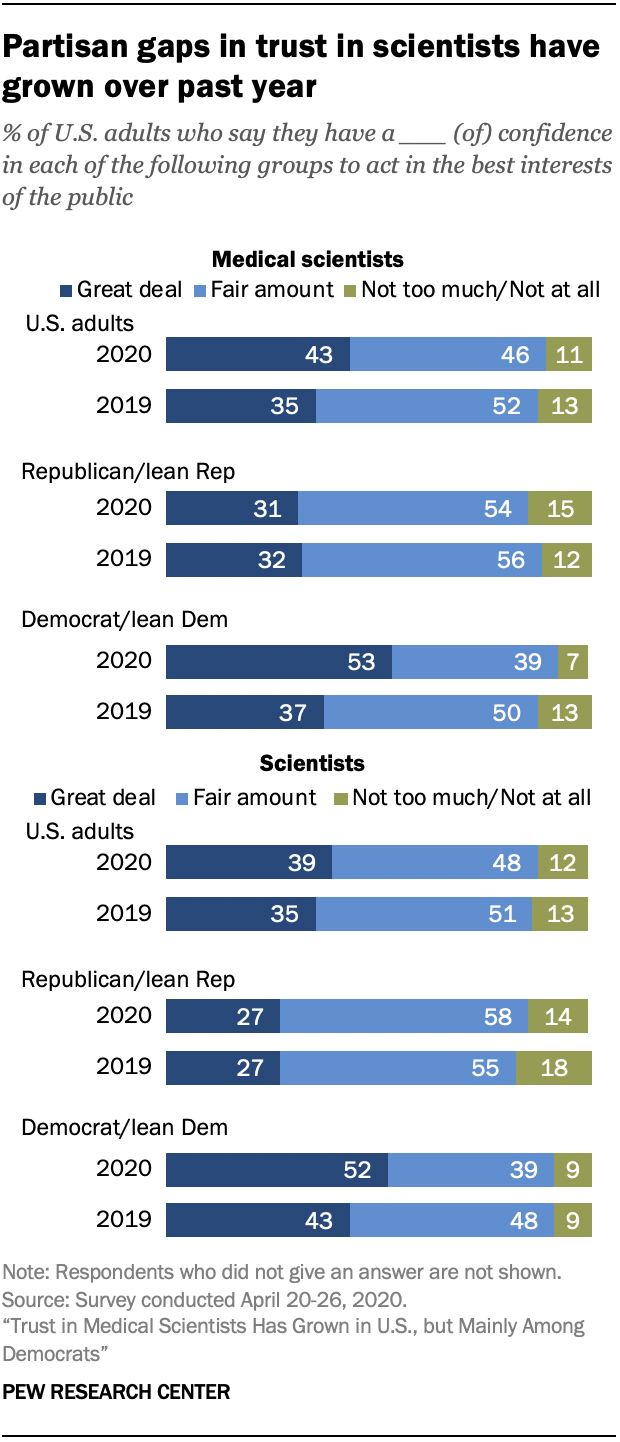 Partisan gaps in trust in scientists have
grown over past year
% of U.S. adults who say they have a ___ (of) confidence
in each of the following groups to act in the best interests
of the public
Medical scientists
Great deal Fair amount Not too much/Not at all
U.S. adults
2020 43 46 11
2019 35 52 13
Republican/lean Rep
2020 31 54 15
2019 32 56 12
Democrat/lean Dem
2020 53 39 7
2019 37 50 13
Scientists
Great deal Fair amount Not too much/Not at all
U.S. adults
2020 39 48 12
2019 35 51 13
Republican/lean Rep
2020 27 58 14
2019 27 55 18
Democrat/lean Dem
2020 52 39 9
2019 43 48 9
Note: Respondents who did not give an answer are not shown.
Source: Survey conducted April 20-26, 2020.
“Trust in Medical Scientists Has Grown in U.S., but Mainly Among
Democrats”
PEW RESEARCH CENTER